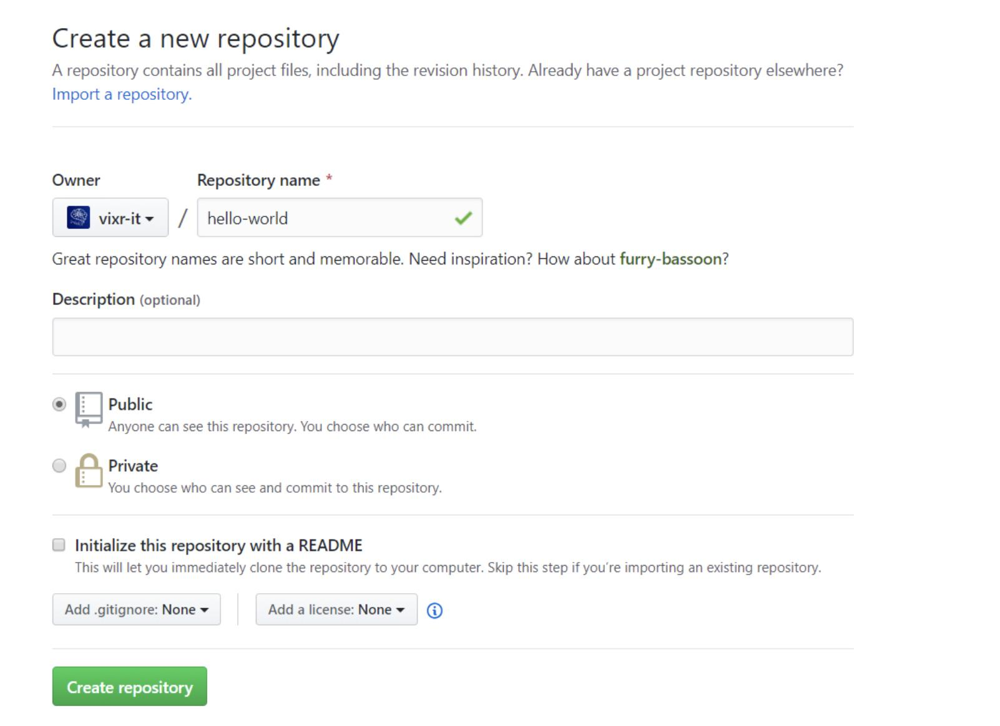 Create a new repository
A repository contains all project files, including the revision history. Already have a project repository elsewhere?
Import a repository.
Owner
Repository name *
vixr-it
/
hello-world
Great repository names are short and memorable. Need inspiration? How about furry-bassoon?
Description (optional)
Public
Anyone can see this repository. You choose who can commit.
Private
You choose who can see and commit to this repository.
Initialize this repository with a README
This will let you immediately clone the repository to your computer. Skip this step if you’re importing an existing repository.
Add .gitignore: None
Add a license: None
Create repository